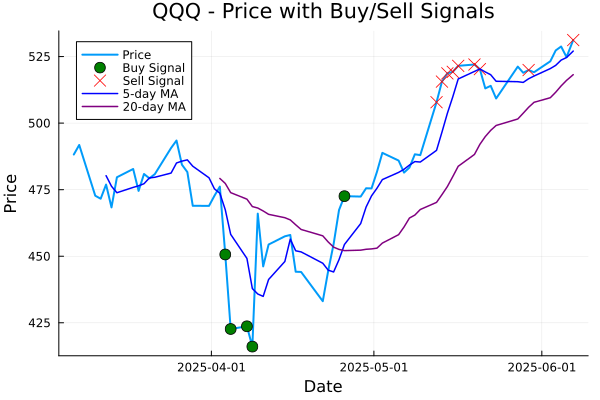 QQQ - Price with Buy/Sell Signals
Price
Buy Signal
Sell Signal
5-day MA
20-day MA
525
500
475
450
425
Price
2025-04-01
2025-05-01
2025-06-01
Date